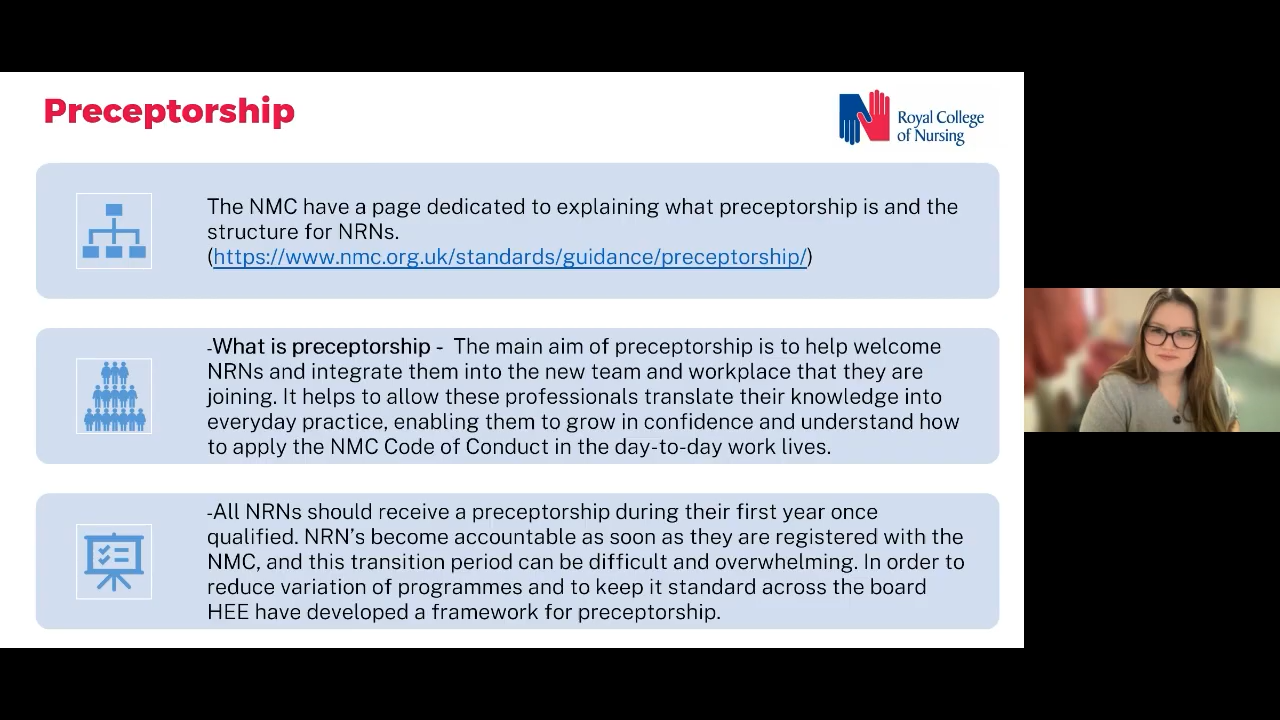 Preceptorship
Royal College
of Nursing
The NMC have a page dedicated to explaining what preceptorship is and the
structure for NRNs.
(https://www.nmc.org.uk/standards/guidance/preceptorship/)
-What is preceptorship - The main aim of preceptorship is to help welcome
NRNs and integrate them into the new team and workplace that they are
joining. It helps to allow these professionals translate their knowledge into
everyday practice, enabling them to grow in confidence and understand how
to apply the NMC Code of Conduct in the day-to-day work lives.
-All NRNs should receive a preceptorship during their first year once
qualified. NRN’s become accountable as soon as they are registered with the
NMC, and this transition period can be difficult and overwhelming. In order to
reduce variation of programmes and to keep it standard across the board
HEE have developed a framework for preceptorship.